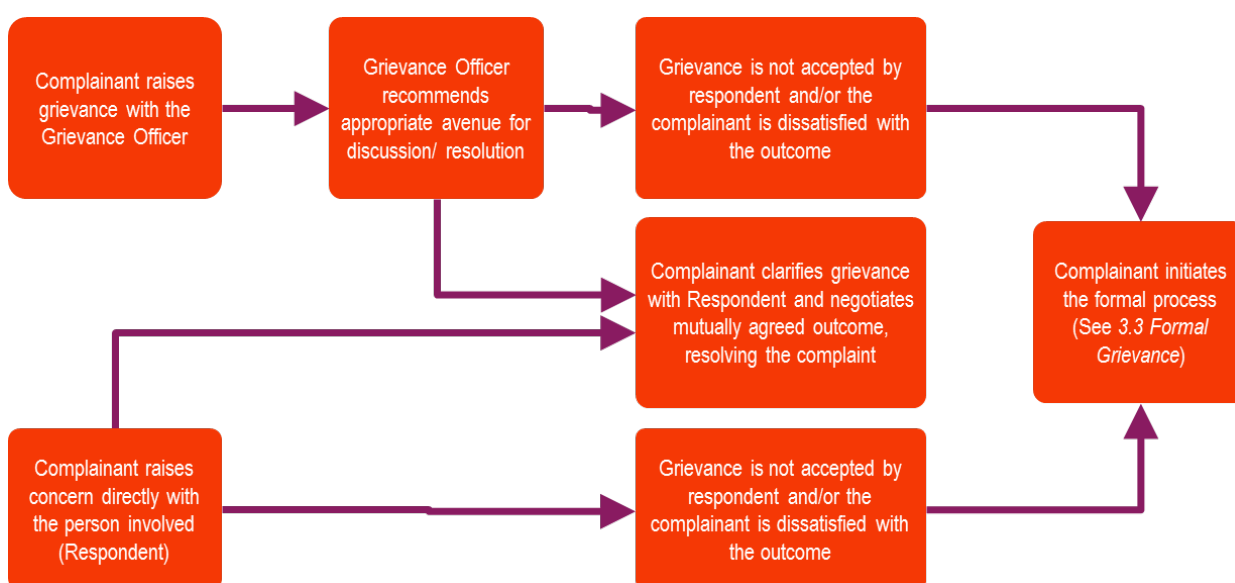 Complainant raises
grievance with the
Grievance Officer
Grievance Officer
recommends
appropriate avenue for
discussion/ resolution
Grievance is not accepted by
respondent and/or the
complainant is dissatisfied with
the outcome
Complainant clarifies grievance
with Respondent and negotiates
mutually agreed outcome,
resolving the complaint
Complainant initiates
the formal process
(See 3.3 Formal
Grievance)
Complainant raises
concern directly with
the person involved
(Respondent)
Grievance is not accepted by
respondent and/or the
complainant is dissatisfied with
the outcome